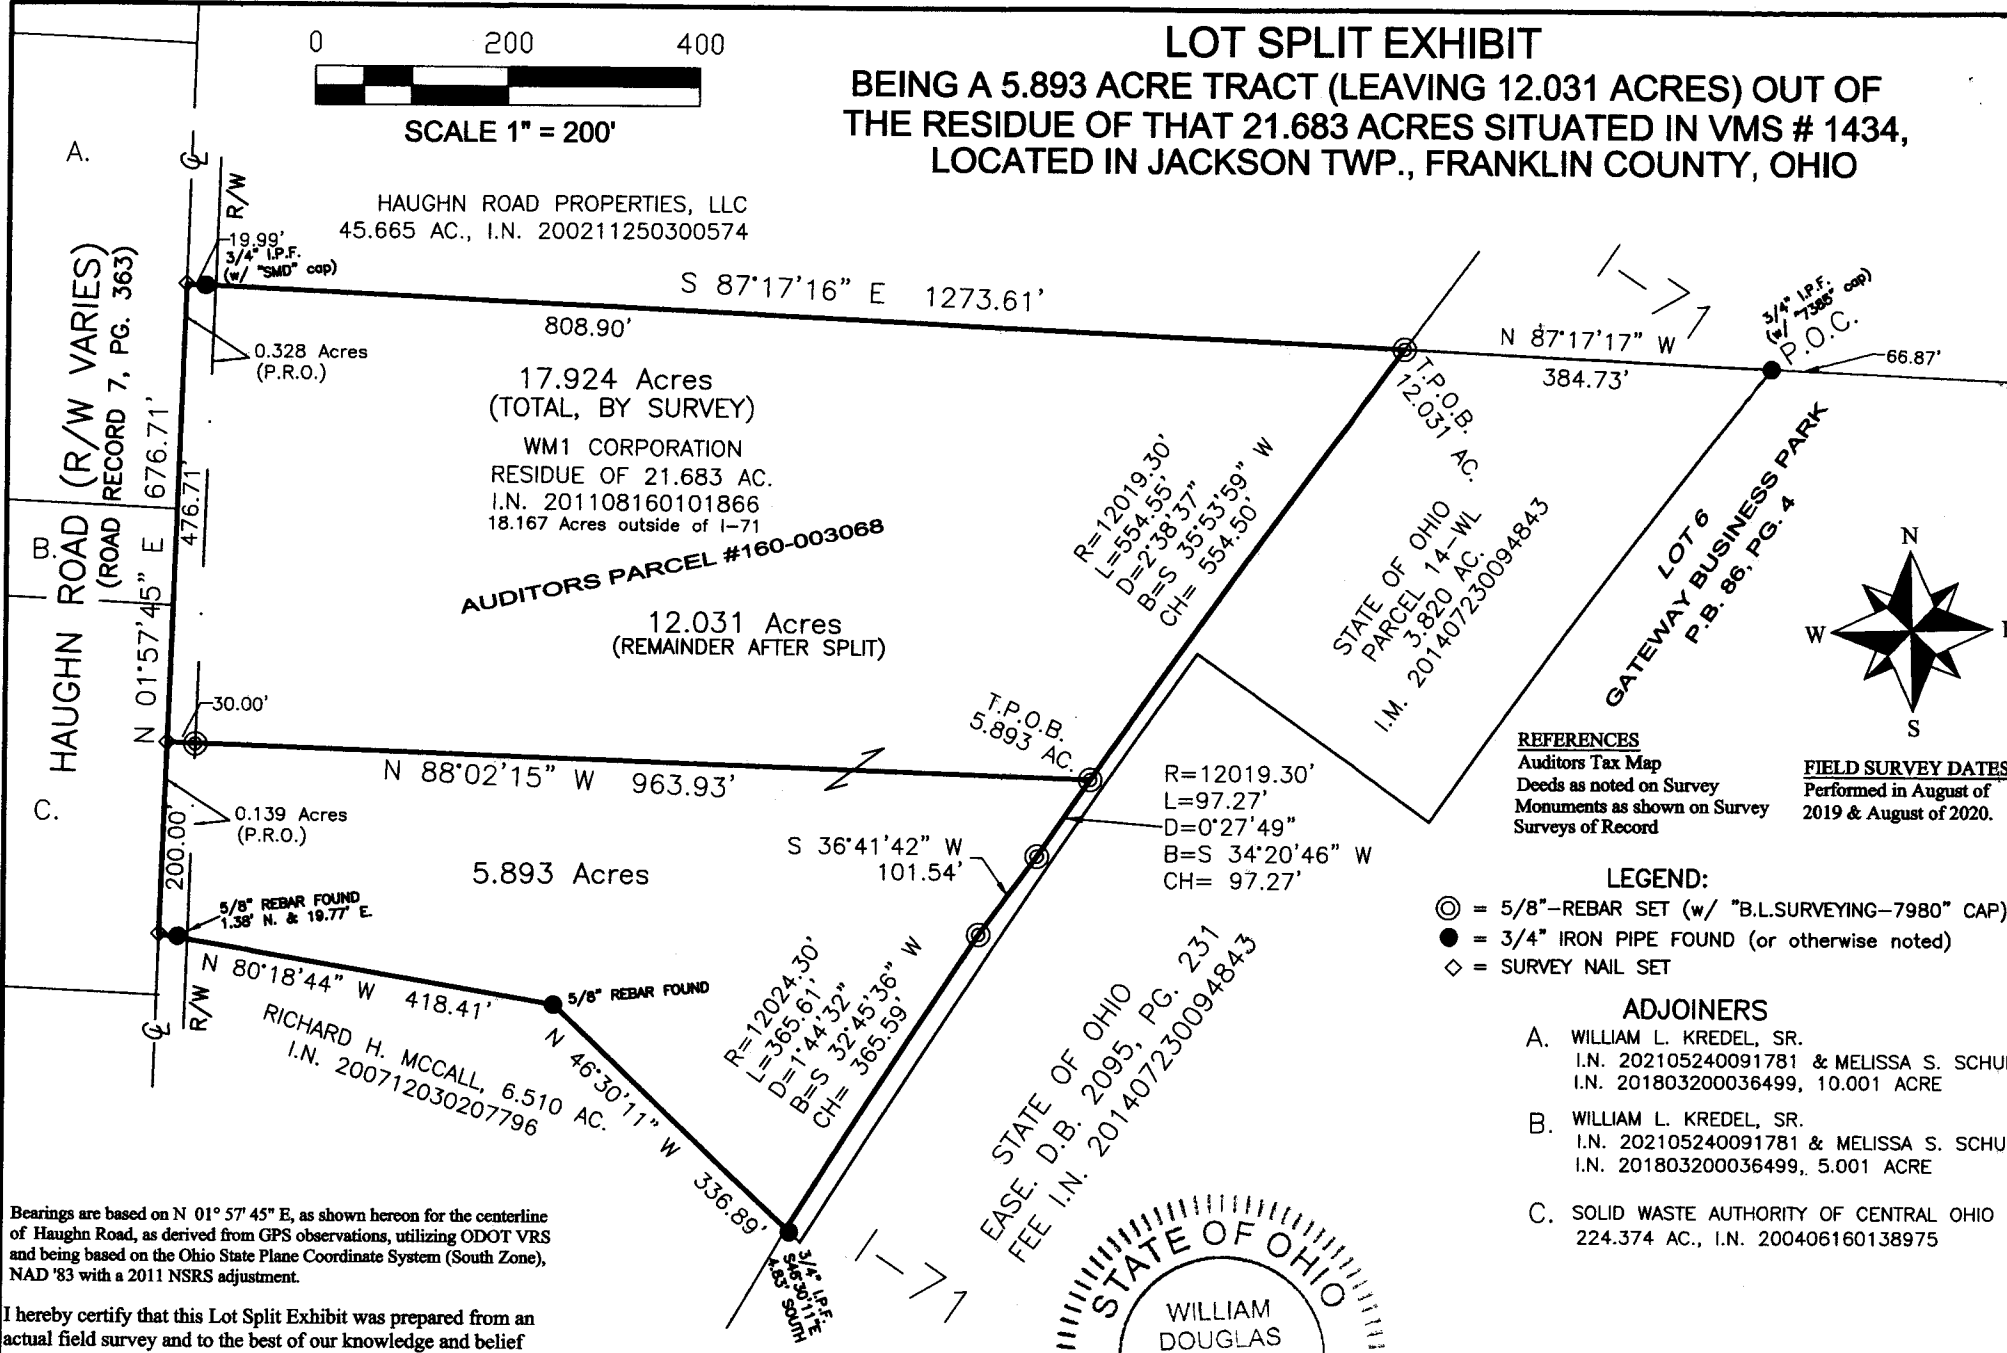 LOT SPLIT EXHIBIT
BEING A 5.893 ACRE TRACT (LEAVING 12.031 ACRES) OUT OF
THE RESIDUE OF THAT 21.683 ACRES SITUATED IN VMS # 1434,
LOCATED IN JACKSON TWP., FRANKLIN COUNTY, OHIO
0 200 400
SCALE 1" = 200'
A.
℄
R/W
HAUGHN ROAD PROPERTIES, LLC
45.665 AC., I.N. 200211250300574
19.99'
3/4" I.P.F.
(w/ "SMD" cap)
S 87°17'16" E 1273.61'
808.90'
I-71
3/4" I.P.F.
(w/ "7385" cap)
P.O.C.
N 87°17'17" W
384.73'
66.87'
HAUGHN ROAD (R/W VARIES)
(ROAD RECORD 7, PG. 363)
N 01°57'45" E 676.71'
476.71'
0.328 Acres
(P.R.O.)
17.924 Acres
(TOTAL, BY SURVEY)
WM1 CORPORATION
RESIDUE OF 21.683 AC.
I.N. 201108160101866
18.167 Acres outside of I-71
AUDITORS PARCEL #160-003068
12.031 Acres
(REMAINDER AFTER SPLIT)
T.P.O.B.
12.031 AC.
R=12019.30'
L=554.55'
D=2°38'37"
B=S 35°53'59" W
CH= 554.50'
STATE OF OHIO
PARCEL 14-WL
3.820 AC.
I.M. 201407230094843
LOT 6
GATEWAY BUSINESS PARK
P.B. 86, PG. 4
N
W
E
S
B.
30.00'
N 88°02'15" W 963.93'
T.P.O.B.
5.893 AC.
R=12019.30'
L=97.27'
D=0°27'49"
B=S 34°20'46" W
CH= 97.27'
REFERENCES
Auditors Tax Map
Deeds as noted on Survey
Monuments as shown on Survey
Surveys of Record
FIELD SURVEY DATES
Performed in August of
2019 & August of 2020.
C.
0.139 Acres
(P.R.O.)
200.00'
S 36°41'42" W
101.54'
5.893 Acres
5/8" REBAR FOUND
1.38' N. & 19.77' E.
LEGEND:
= 5/8"-REBAR SET (w/ "B.L.SURVEYING-7980" CAP)
= 3/4" IRON PIPE FOUND (or otherwise noted)
= SURVEY NAIL SET
℄
R/W
N 80°18'44" W 418.41'
5/8" REBAR FOUND
RICHARD H. MCCALL, 6.510 AC.
I.N. 200712030207796
N 46°30'11" W 336.89'
R=12024.30'
L=365.61'
D=1°44'32"
B=S 32°45'36" W
CH= 365.59'
STATE OF OHIO
EASE. D.B. 2095, PG. 231
FEE I.N. 201407230094843
ADJOINERS
A. WILLIAM L. KREDEL, SR.
I.N. 202105240091781 & MELISSA S. SCHU
I.N. 201803200036499, 10.001 ACRE
B. WILLIAM L. KREDEL, SR.
I.N. 202105240091781 & MELISSA S. SCHU
I.N. 201803200036499, 5.001 ACRE
C. SOLID WASTE AUTHORITY OF CENTRAL OHIO
224.374 AC., I.N. 200406160138975
3/4" I.P.F.
S46°30'11"E
4.83' SOUTH
I-71
Bearings are based on N 01° 57' 45" E, as shown hereon for the centerline
of Haughn Road, as derived from GPS observations, utilizing ODOT VRS
and being based on the Ohio State Plane Coordinate System (South Zone),
NAD '83 with a 2011 NSRS adjustment.
I hereby certify that this Lot Split Exhibit was prepared from an
actual field survey and to the best of our knowledge and belief
STATE OF OHIO
WILLIAM
DOUGLAS